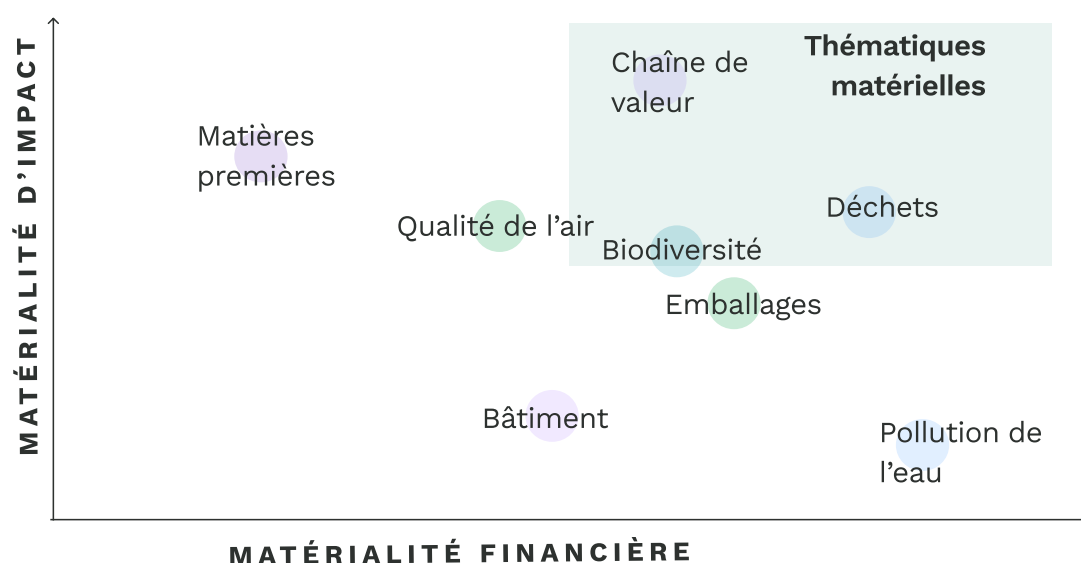 MATÉRIALITÉ D’IMPACT
Thématiques
matérielles
Chaîne de
valeur
Matières
premières
Déchets
Qualité de l’air
Biodiversité
Emballages
Bâtiment
Pollution de
l’eau
MATÉRIALITÉ FINANCIÈRE